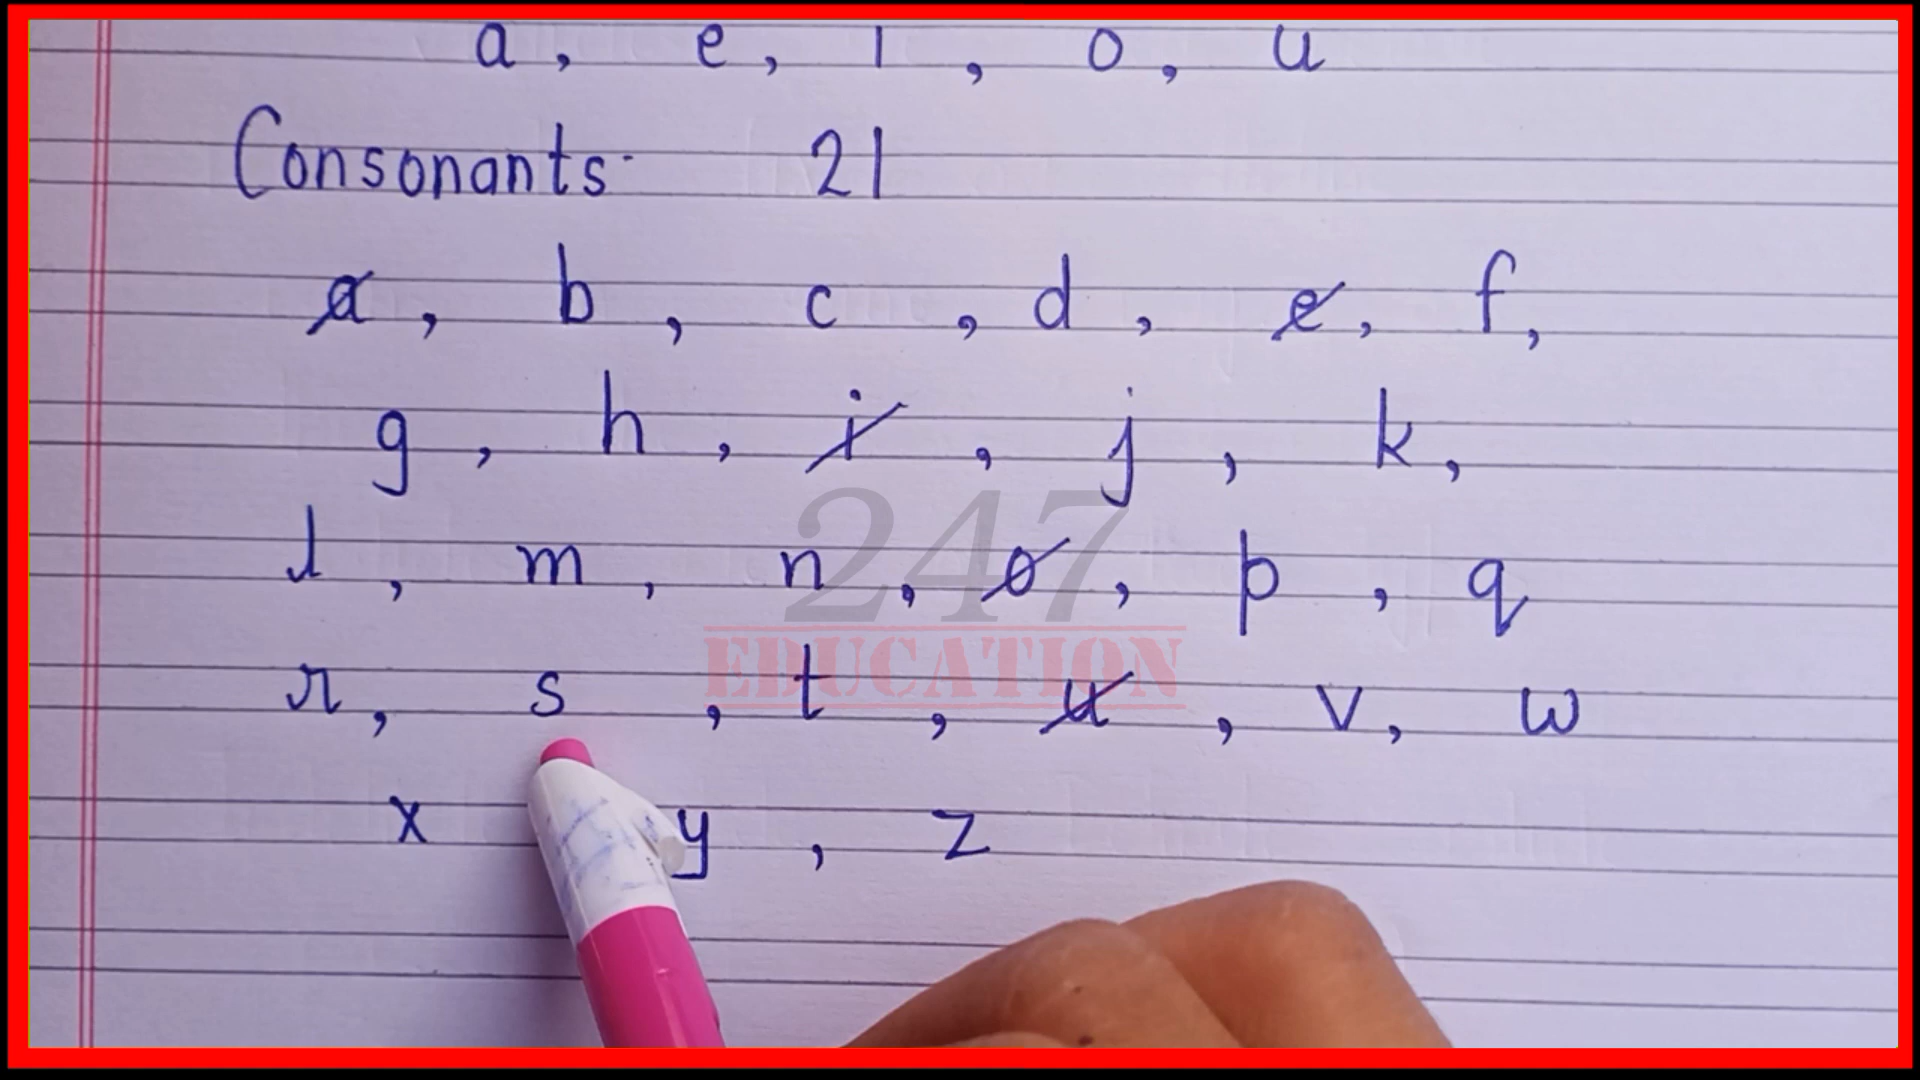 a, e, i, o, u
Consonants· 21
a, b, c, d, e, f,
g, h, i, j, k,
l, m, n, o, p, q
r, s, t, u, v, w
x y, z
247
EDUCATION